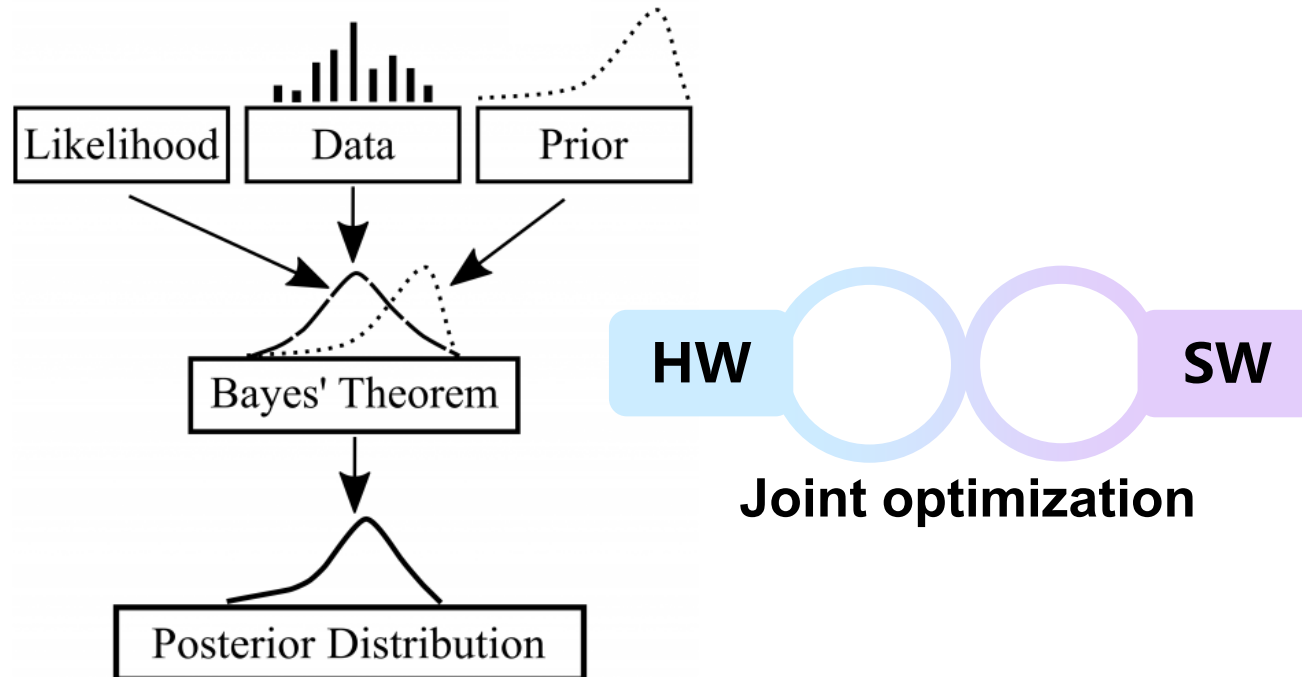 Likelihood
Data
Prior
Bayes' Theorem
Posterior Distribution
HW
SW
Joint optimization